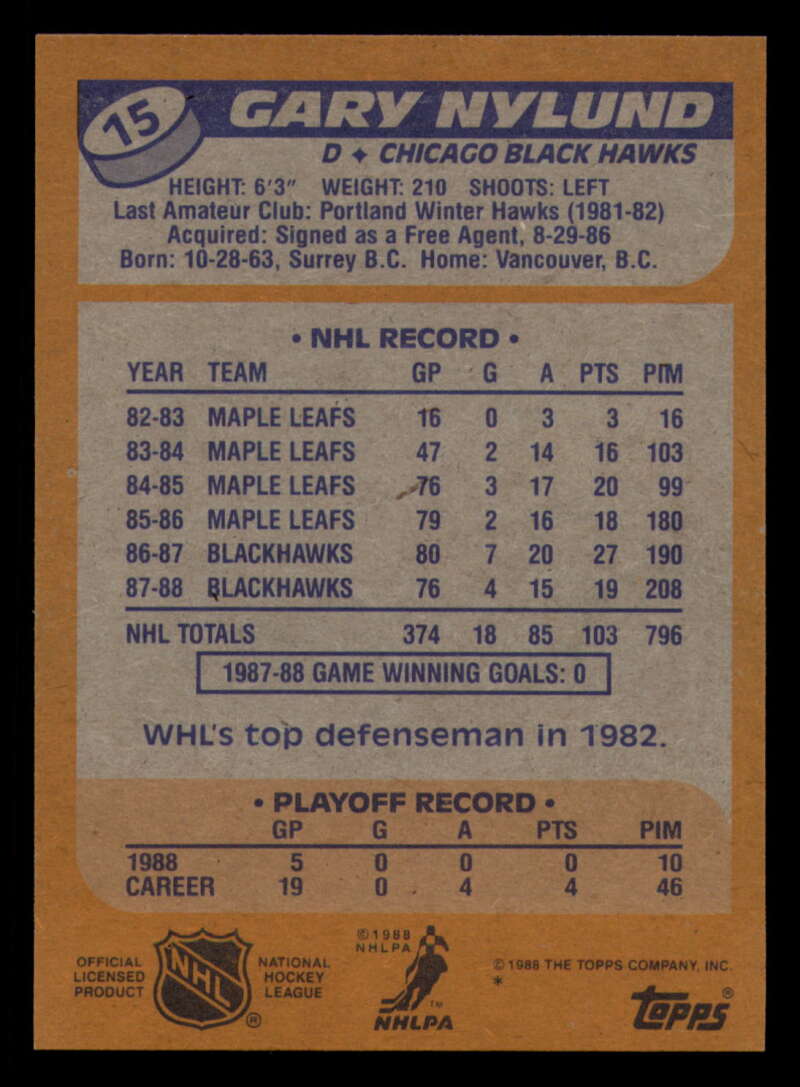 15
GARY NYLUND
D ✦ CHICAGO BLACK HAWKS
HEIGHT: 6'3" WEIGHT: 210 SHOOTS: LEFT
Last Amateur Club: Portland Winter Hawks (1981-82)
Acquired: Signed as a Free Agent, 8-29-86
Born: 10-28-63, Surrey B.C. Home: Vancouver, B.C.
• NHL RECORD •
YEAR TEAM GP G A PTS PIM
82-83 MAPLE LEAFS 16 0 3 3 16
83-84 MAPLE LEAFS 47 2 14 16 103
84-85 MAPLE LEAFS 76 3 17 20 99
85-86 MAPLE LEAFS 79 2 16 18 180
86-87 BLACKHAWKS 80 7 20 27 190
87-88 BLACKHAWKS 76 4 15 19 208
NHL TOTALS 374 18 85 103 796
1987-88 GAME WINNING GOALS: 0
WHL's top defenseman in 1982.
• PLAYOFF RECORD •
GP G A PTS PIM
1988 5 0 0 0 10
CAREER 19 0 4 4 46
OFFICIAL
LICENSED
PRODUCT
NHL
®
NATIONAL
HOCKEY
LEAGUE
©1988
NHLPA
™
NHLPA
©1988 THE TOPPS COMPANY, INC.
*
Topps®